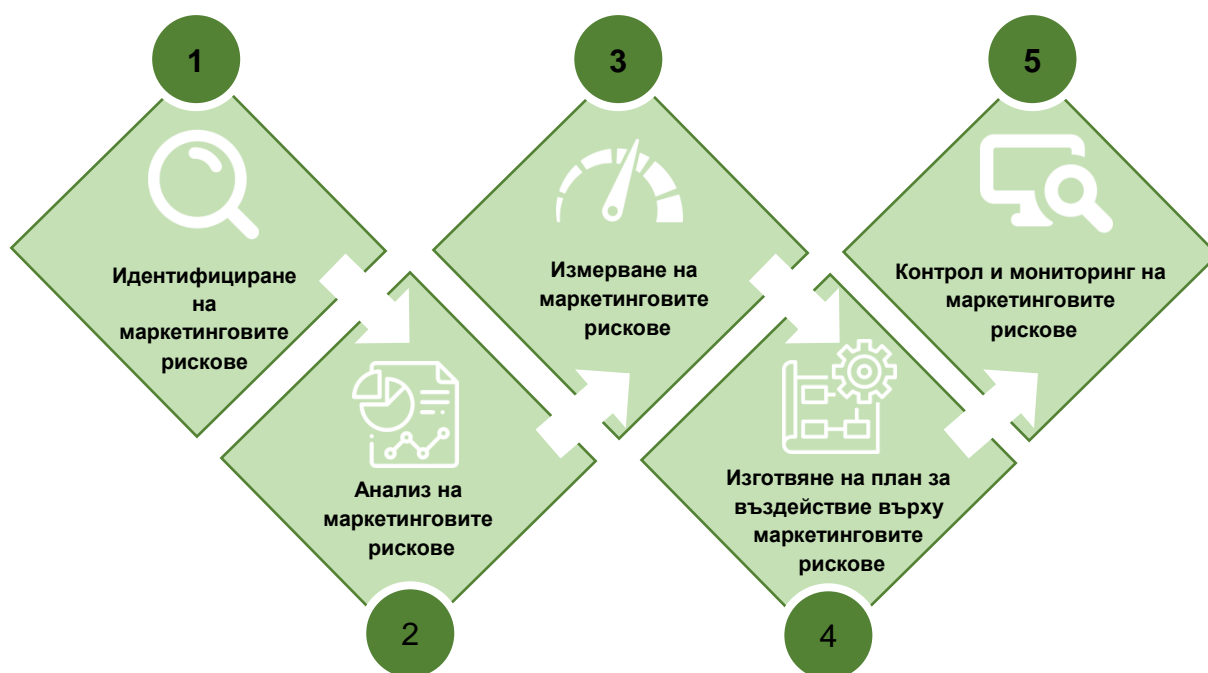 1
Идентифициране
на
маркетинговите
рискове
2
Анализ на
маркетинговите
рискове
3
Измерване на
маркетинговите
рискове
4
Изготвяне на план за
въздействие върху
маркетинговите
рискове
5
Контрол и мониторинг на
маркетинговите
рискове